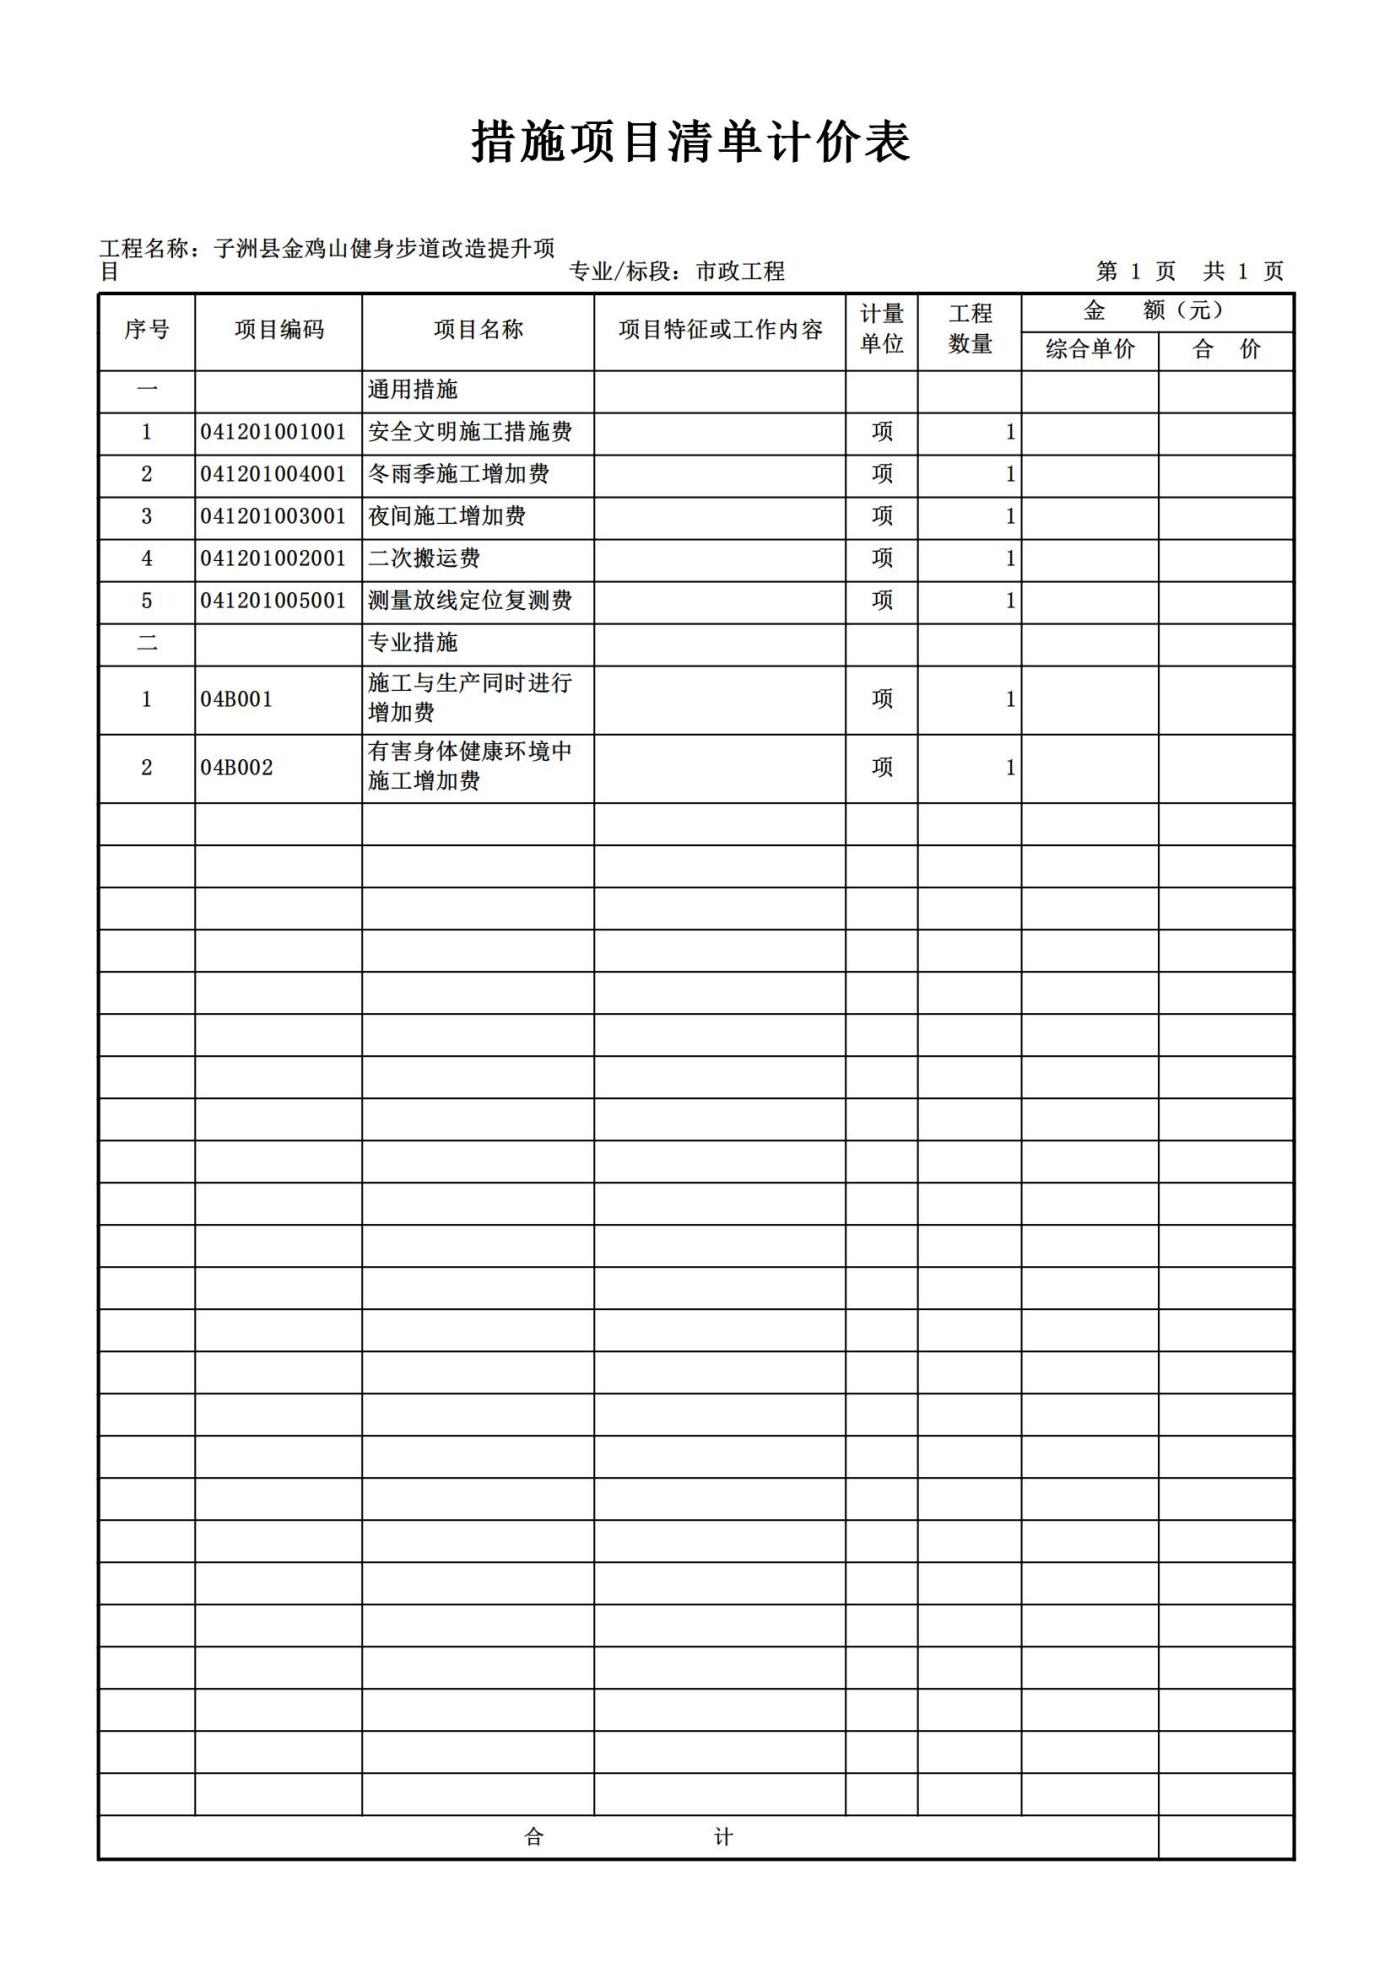 措施项目清单计价表
工程名称：子洲县金鸡山健身步道改造提升项
目 专业/标段：市政工程 第 1 页 共 1 页
序号 项目编码 项目名称 项目特征或工作内容 计量单位 工程数量 金 额（元）
综合单价 合 价
一 通用措施
1 041201001001 安全文明施工措施费 项 1
2 041201004001 冬雨季施工增加费 项 1
3 041201003001 夜间施工增加费 项 1
4 041201002001 二次搬运费 项 1
5 041201005001 测量放线定位复测费 项 1
二 专业措施
1 04B001 施工与生产同时进行增加费 项 1
2 04B002 有害身体健康环境中施工增加费 项 1
合 计